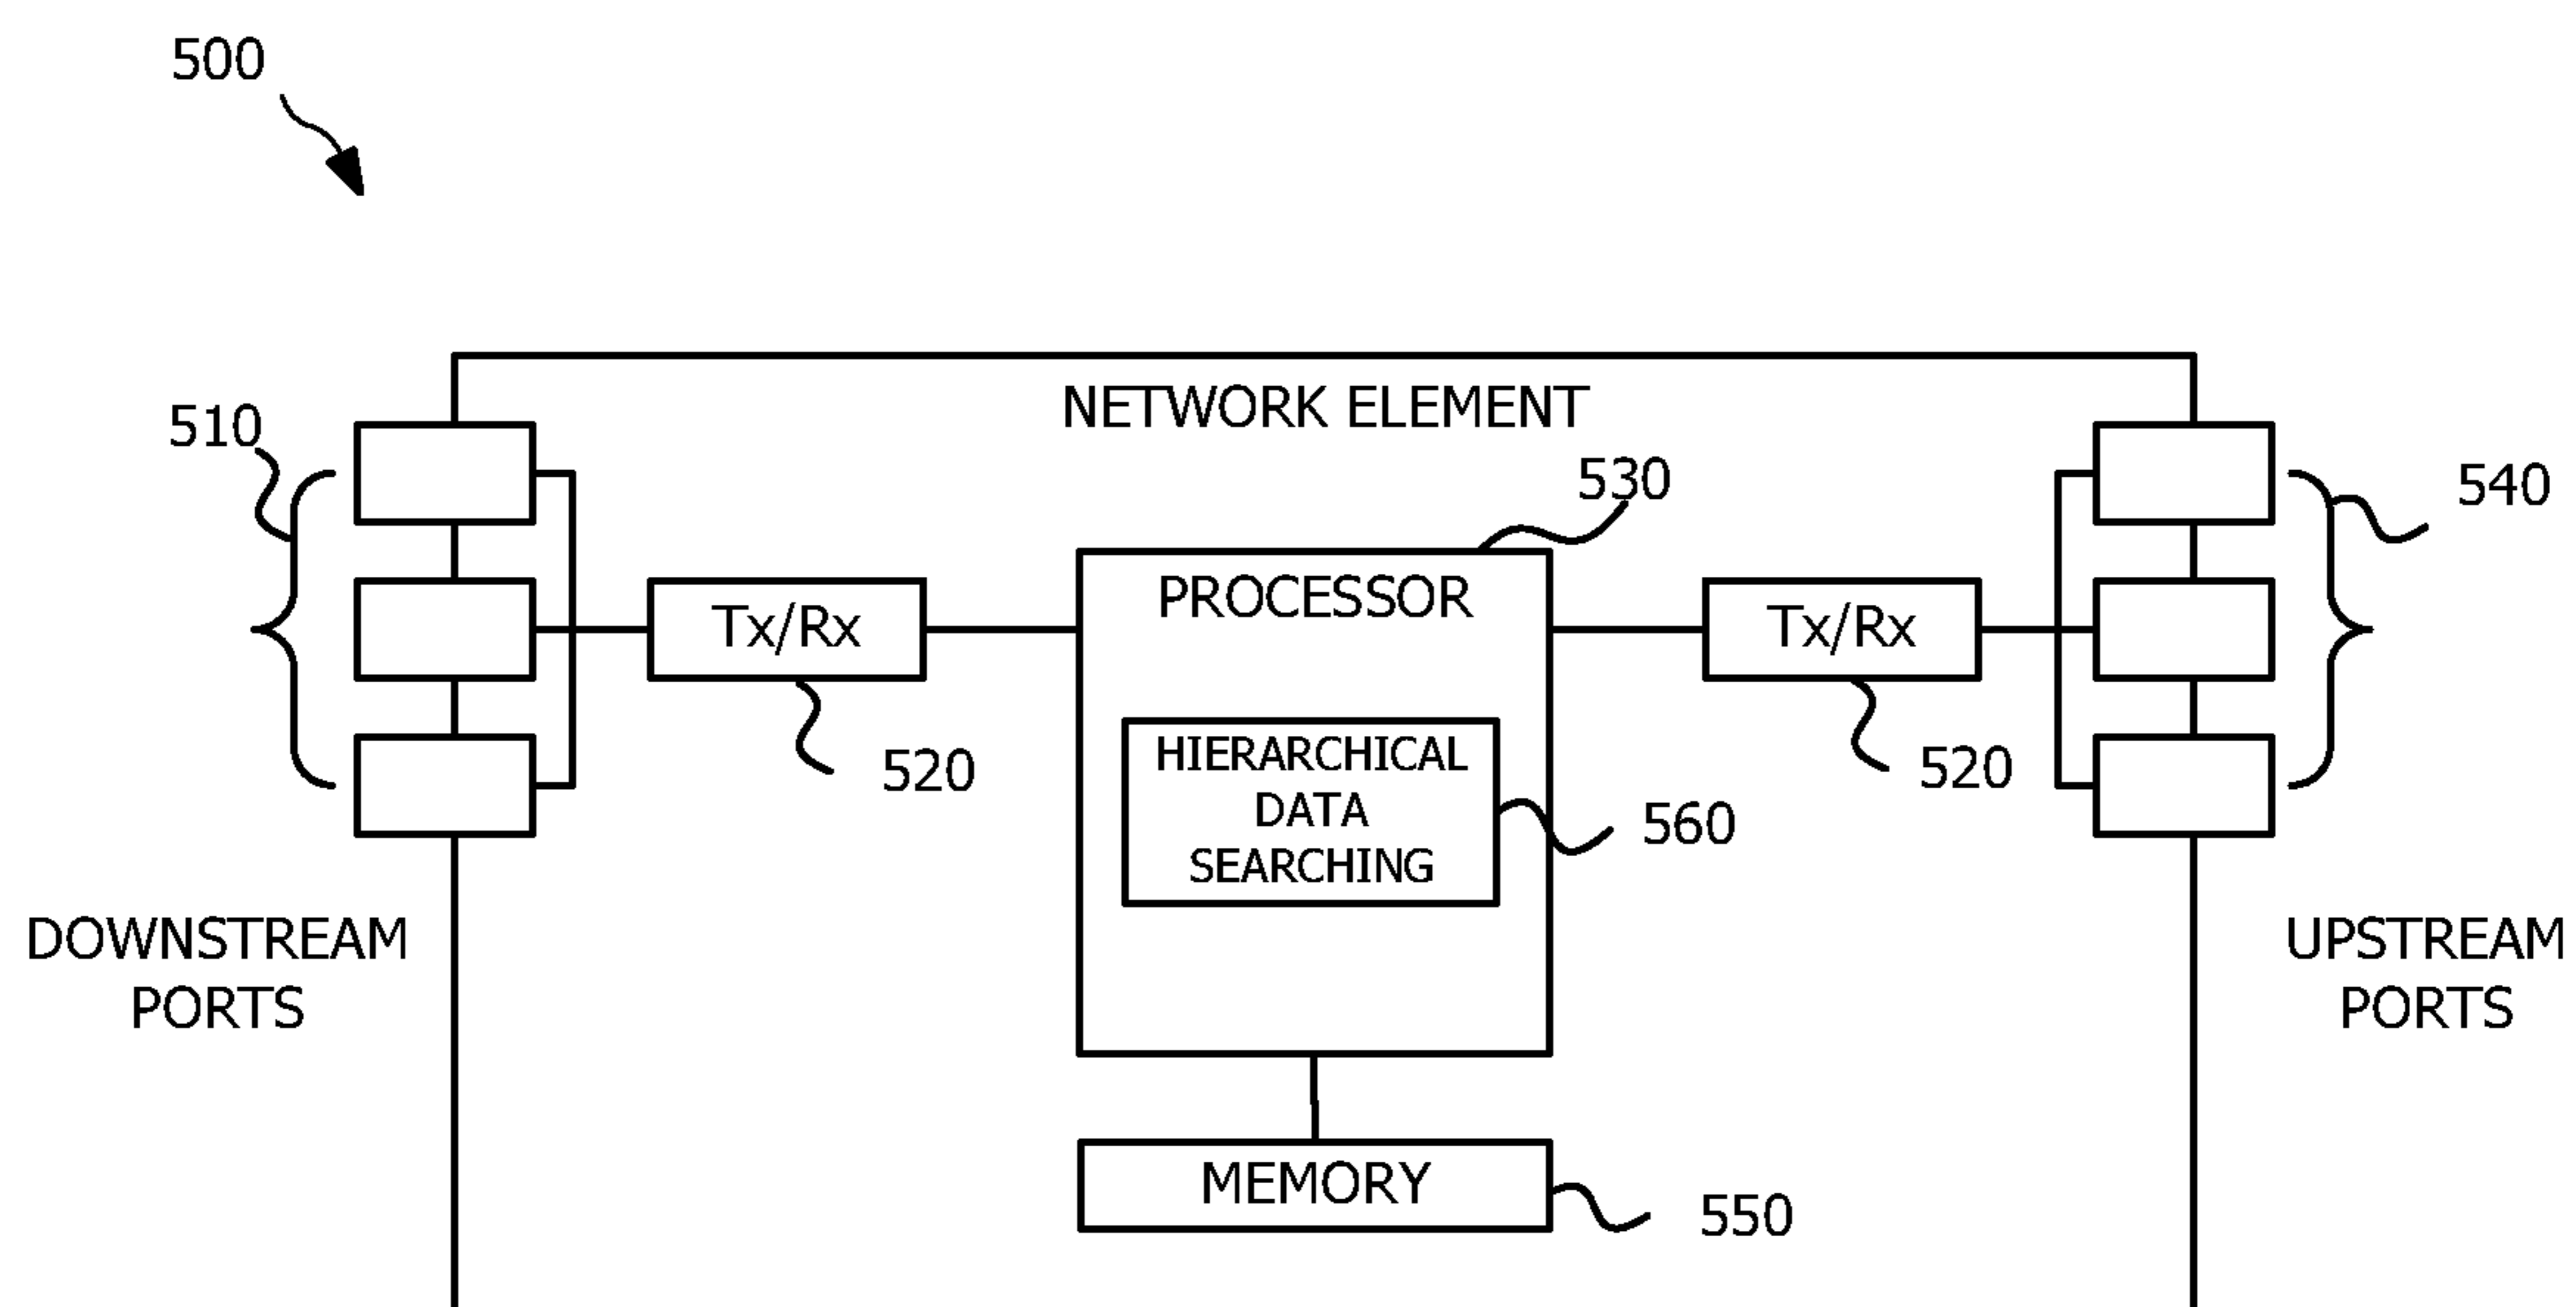 500
NETWORK ELEMENT
510
530
540
PROCESSOR
Tx/Rx
Tx/Rx
520
520
HIERARCHICAL
DATA
SEARCHING
560
DOWNSTREAM
PORTS
UPSTREAM
PORTS
MEMORY
550